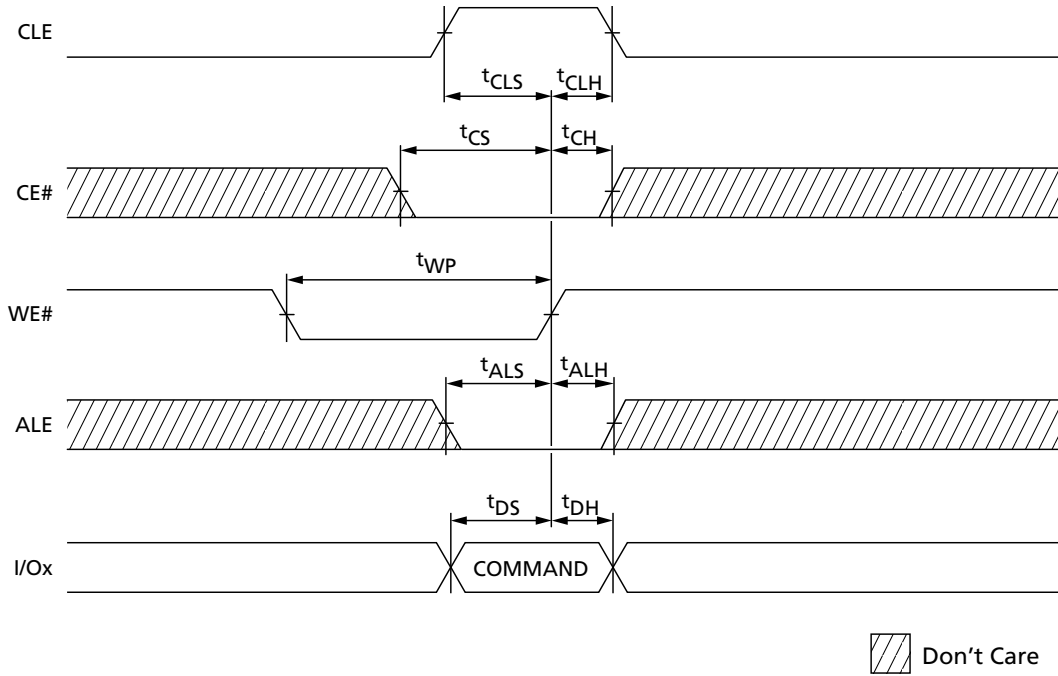 CLE
tCLS tCLH
tCS tCH
CE#
tWP
WE#
tALS tALH
ALE
tDS tDH
I/Ox COMMAND
Don't Care